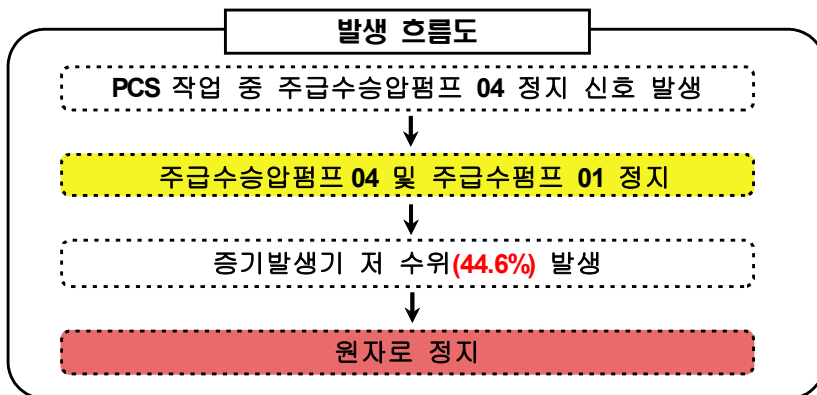 발생 흐름도
PCS 작업 중 주급수승압펌프 04 정지 신호 발생
주급수승압펌프 04 및 주급수펌프 01 정지
증기발생기 저 수위(44.6%) 발생
원자로 정지